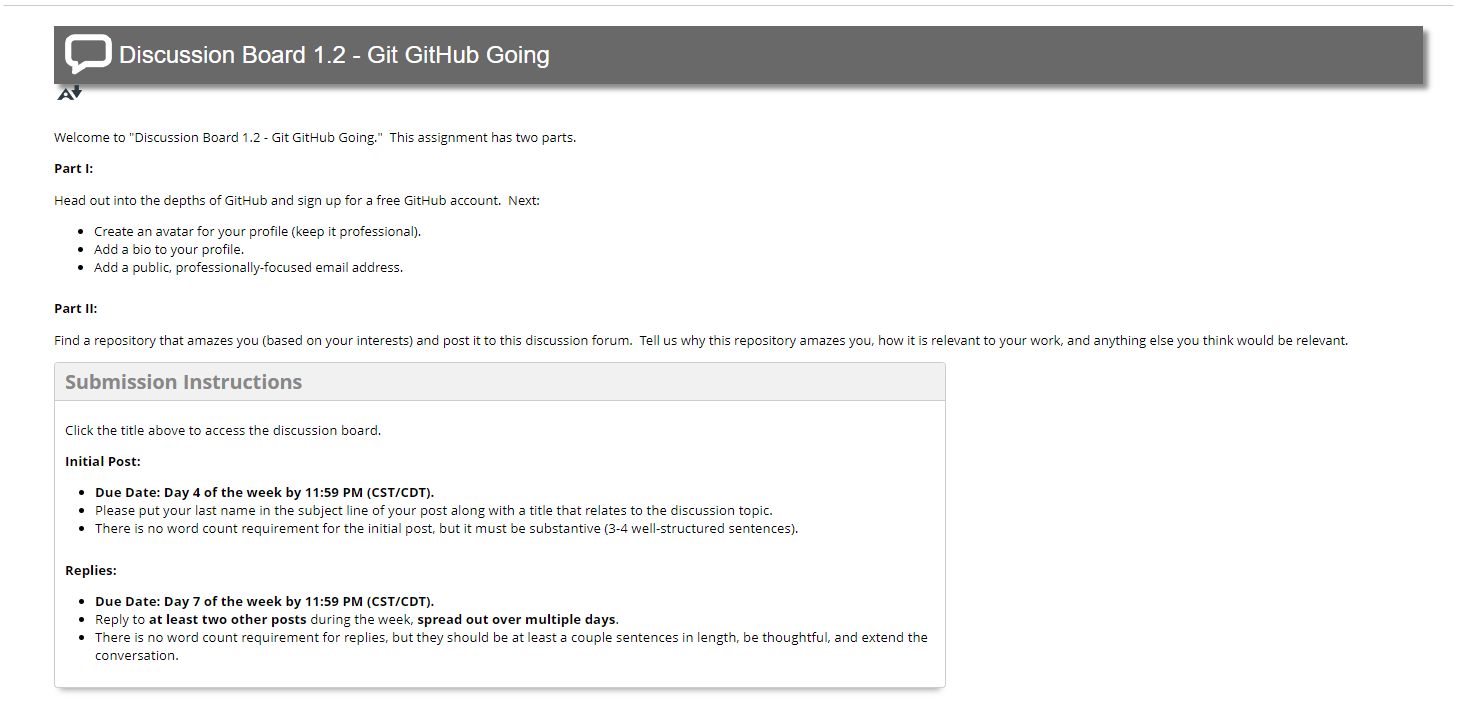 Discussion Board 1.2 - Git GitHub Going
A
Welcome to "Discussion Board 1.2 - Git GitHub Going."  This assignment has two parts.
Part I:
Head out into the depths of GitHub and sign up for a free GitHub account.  Next:
• Create an avatar for your profile (keep it professional).
• Add a bio to your profile.
• Add a public, professionally-focused email address.
Part II:
Find a repository that amazes you (based on your interests) and post it to this discussion forum.  Tell us why this repository amazes you, how it is relevant to your work, and anything else you think would be relevant.
Submission Instructions
Click the title above to access the discussion board.
Initial Post:
• Due Date: Day 4 of the week by 11:59 PM (CST/CDT).
• Please put your last name in the subject line of your post along with a title that relates to the discussion topic.
• There is no word count requirement for the initial post, but it must be substantive (3-4 well-structured sentences).
Replies:
• Due Date: Day 7 of the week by 11:59 PM (CST/CDT).
• Reply to at least two other posts during the week, spread out over multiple days.
• There is no word count requirement for replies, but they should be at least a couple sentences in length, be thoughtful, and extend the
conversation.